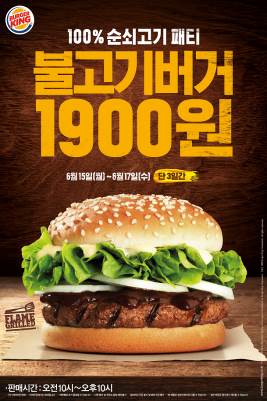 BURGER
KING
100% 순쇠고기 패티
불고기버거
1900원
6월 15일(월) ~ 6월 17일(수) 단 3일간
FLAME
GRILLED
·판매시간 : 오전10시~오후10시